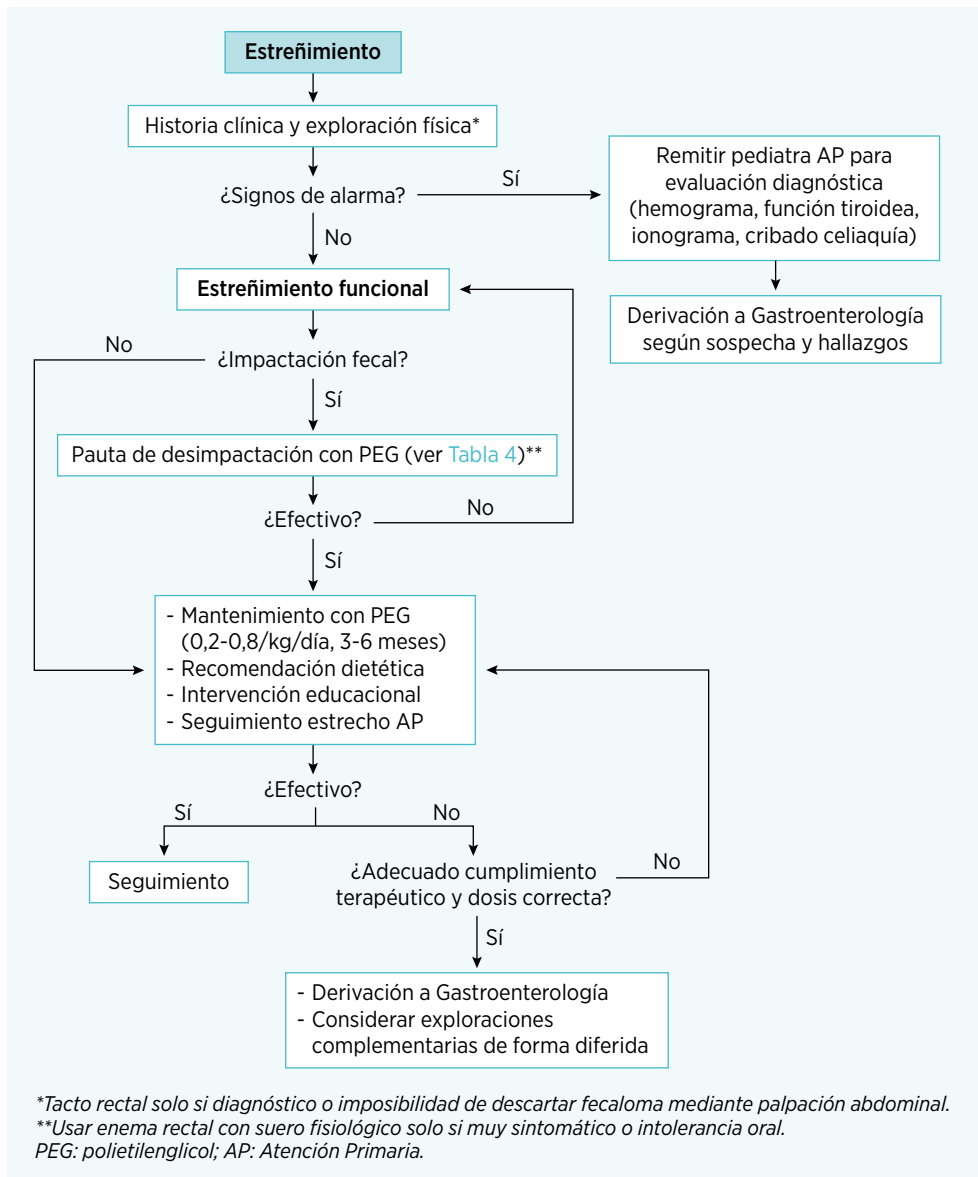 Estreñimiento
Historia clínica y exploración física*
¿Signos de alarma?
Sí
No
Remitir pediatra AP para
evaluación diagnóstica
(hemograma, función tiroidea,
ionograma, cribado celiaquía)
Derivación a Gastroenterología
según sospecha y hallazgos
Estreñimiento funcional
No
¿Impactación fecal?
Sí
Pauta de desimpactación con PEG (ver Tabla 4)**
¿Efectivo?
No
Sí
- Mantenimiento con PEG
(0,2-0,8/kg/día, 3-6 meses)
- Recomendación dietética
- Intervención educacional
- Seguimiento estrecho AP
¿Efectivo?
Sí
No
Seguimiento
¿Adecuado cumplimiento
terapéutico y dosis correcta?
No
Sí
- Derivación a Gastroenterología
- Considerar exploraciones
complementarias de forma diferida
*Tacto rectal solo si diagnóstico o imposibilidad de descartar fecaloma mediante palpación abdominal.
**Usar enema rectal con suero fisiológico solo si muy sintomático o intolerancia oral.
PEG: polietilenglicol; AP: Atención Primaria.